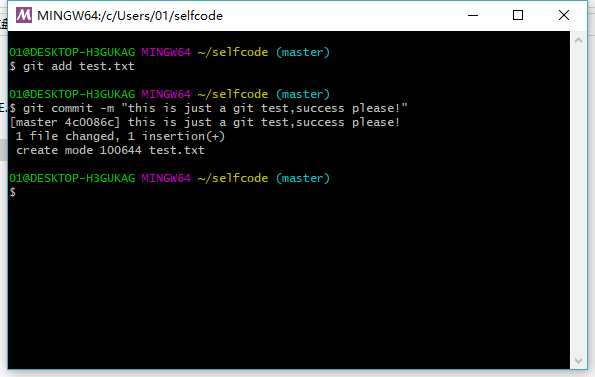 MINGW64:/c/Users/01/selfcode
01@DESKTOP-H3GUKAG MINGW64 ~/selfcode (master)
$ git add test.txt
01@DESKTOP-H3GUKAG MINGW64 ~/selfcode (master)
$ git commit -m "this is just a git test,success please!"
[master 4c0086c] this is just a git test,success please!
1 file changed, 1 insertion(+)
create mode 100644 test.txt
01@DESKTOP-H3GUKAG MINGW64 ~/selfcode (master)
$